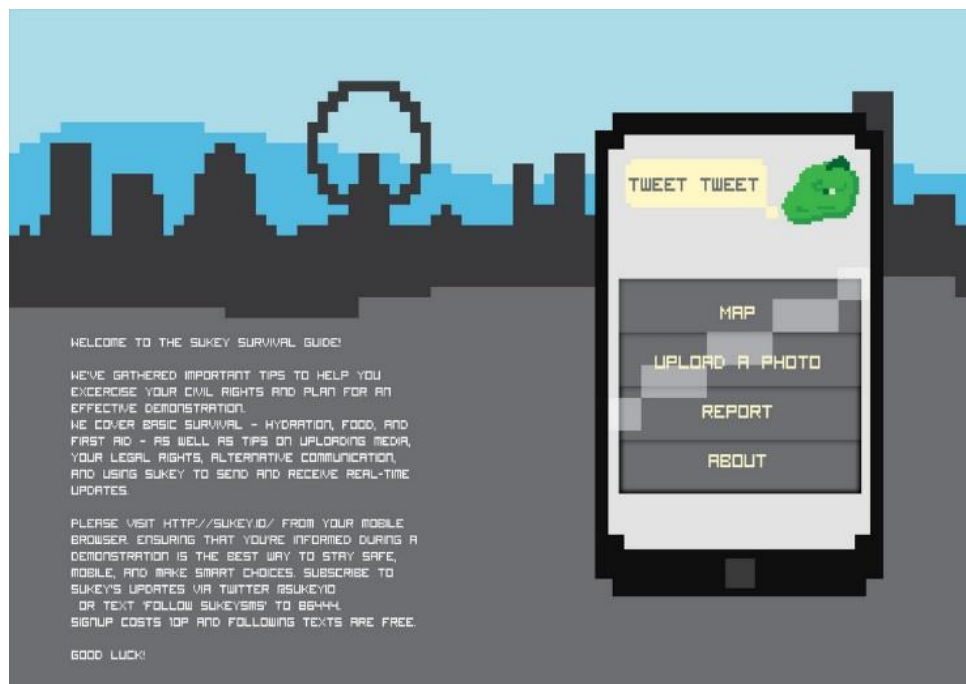 TWEET TWEET
MAP
UPLOAD A PHOTO
REPORT
ABOUT
WELCOME TO THE SUKEY SURVIVAL GUIDE!
WE'VE GATHERED IMPORTANT TIPS TO HELP YOU
EXCERCISE YOUR CIVIL RIGHTS AND PLAN FOR AN
EFFECTIVE DEMONSTRATION.
WE COVER BASIC SURVIVAL - HYDRATION, FOOD, AND
FIRST AID - AS WELL AS TIPS ON UPLOADING MEDIA,
YOUR LEGAL RIGHTS, ALTERNATIVE COMMUNICATION,
AND USING SUKEY TO SEND AND RECEIVE REAL-TIME
UPDATES.
PLEASE VISIT HTTP://SUKEY.IO/ FROM YOUR MOBILE
BROWSER. ENSURING THAT YOU'RE INFORMED DURING A
DEMONSTRATION IS THE BEST WAY TO STAY SAFE,
MOBILE, AND MAKE SMART CHOICES. SUBSCRIBE TO
SUKEY'S UPDATES VIA TWITTER @SUKEYIO
OR TEXT 'FOLLOW SUKEYSMS' TO 86444.
SIGNUP COSTS 10P AND FOLLOWING TEXTS ARE FREE.
GOOD LUCK!